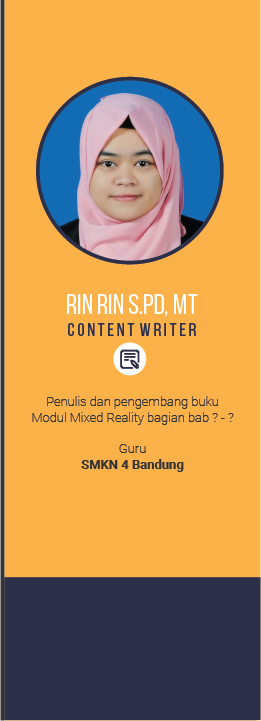 RIN RIN S.PD, MT
CONTENT WRITER
Penulis dan pengembang buku
Modul Mixed Reality bagian bab ? - ?
Guru
SMKN 4 Bandung